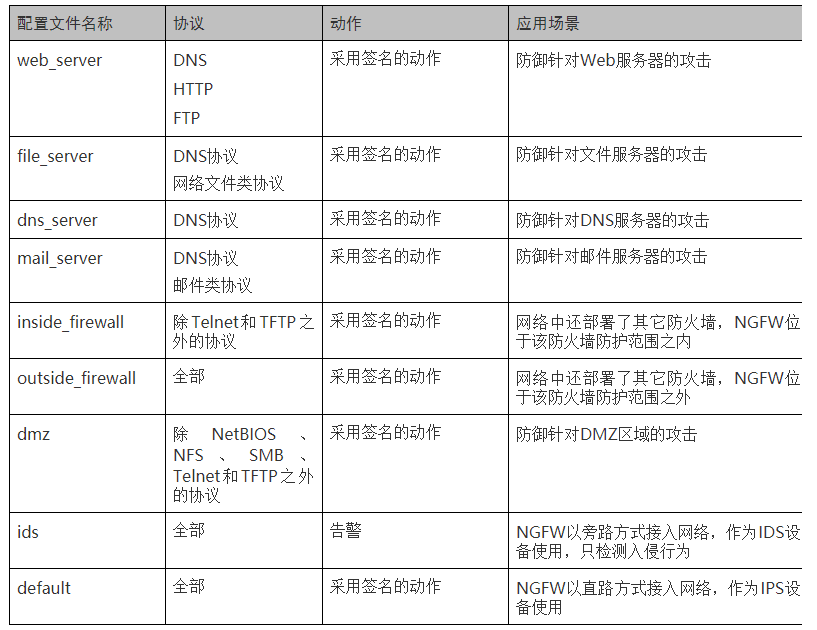 配置文件名称 协议 动作 应用场景
web_server DNS 采用签名的动作 防御针对Web服务器的攻击
HTTP
FTP
file_server DNS协议 采用签名的动作 防御针对文件服务器的攻击
网络文件类协议
dns_server DNS协议 采用签名的动作 防御针对DNS服务器的攻击
mail_server DNS协议 采用签名的动作 防御针对邮件服务器的攻击
邮件类协议
inside_firewall 除Telnet和TFTP之 采用签名的动作 网络中还部署了其它防火墙，NGFW位
外的协议 于该防火墙防护范围之内
outside_firewall 全部 采用签名的动作 网络中还部署了其它防火墙，NGFW位
于该防火墙防护范围之外
dmz 除 NetBIOS 、 采用签名的动作 防御针对DMZ区域的攻击
NFS 、 SMB 、
Telnet和TFTP之外
的协议
ids 全部 告警 NGFW以旁路方式接入网络，作为IDS设
备使用，只检测入侵行为
default 全部 采用签名的动作 NGFW以直路方式接入网络，作为IPS设
备使用